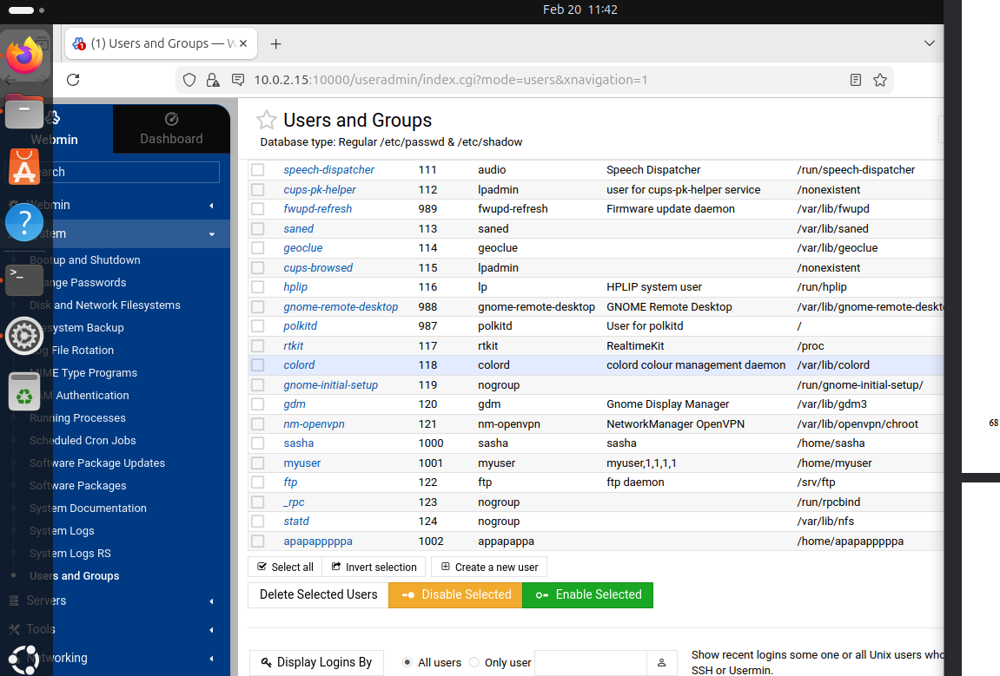 Feb 20 11:42
(1) Users and Groups — W
10.0.2.15:10000/useradmin/index.cgi?mode=users&xnavigation=1
Webmin
Dashboard
Search
Webmin
System
Bootup and Shutdown
Change Passwords
Disk and Network Filesystems
Filesystem Backup
Log File Rotation
MIME Type Programs
PAM Authentication
Running Processes
Scheduled Cron Jobs
Software Package Updates
Software Packages
System Documentation
System Logs
System Logs RS
Users and Groups
Servers
Tools
Networking
Users and Groups
Database type: Regular /etc/passwd & /etc/shadow
speech-dispatcher 111 audio Speech Dispatcher /run/speech-dispatcher
cups-pk-helper 112 lpadmin user for cups-pk-helper service /nonexistent
fwupd-refresh 989 fwupd-refresh Firmware update daemon /var/lib/fwupd
saned 113 saned /var/lib/saned
geoclue 114 geoclue /var/lib/geoclue
cups-browsed 115 lpadmin /nonexistent
hplip 116 lp HPLIP system user /run/hplip
gnome-remote-desktop 988 gnome-remote-desktop GNOME Remote Desktop /var/lib/gnome-remote-deskt
polkitd 987 polkitd User for polkitd /
rtkit 117 rtkit RealtimeKit /proc
colord 118 colord colord colour management daemon /var/lib/colord
gnome-initial-setup 119 nogroup /run/gnome-initial-setup/
gdm 120 gdm Gnome Display Manager /var/lib/gdm3
nm-openvpn 121 nm-openvpn NetworkManager OpenVPN /var/lib/openvpn/chroot
sasha 1000 sasha sasha /home/sasha
myuser 1001 myuser myuser,1,1,1,1 /home/myuser
ftp 122 ftp ftp daemon /srv/ftp
_rpc 123 nogroup /run/rpcbind
statd 124 nogroup /var/lib/nfs
apapapppppa 1002 appapappa /home/apapapppppa
Select all Invert selection Create a new user
Delete Selected Users Disable Selected Enable Selected
Display Logins By All users Only user
Show recent logins some one or all Unix users who
SSH or Usermin.
68